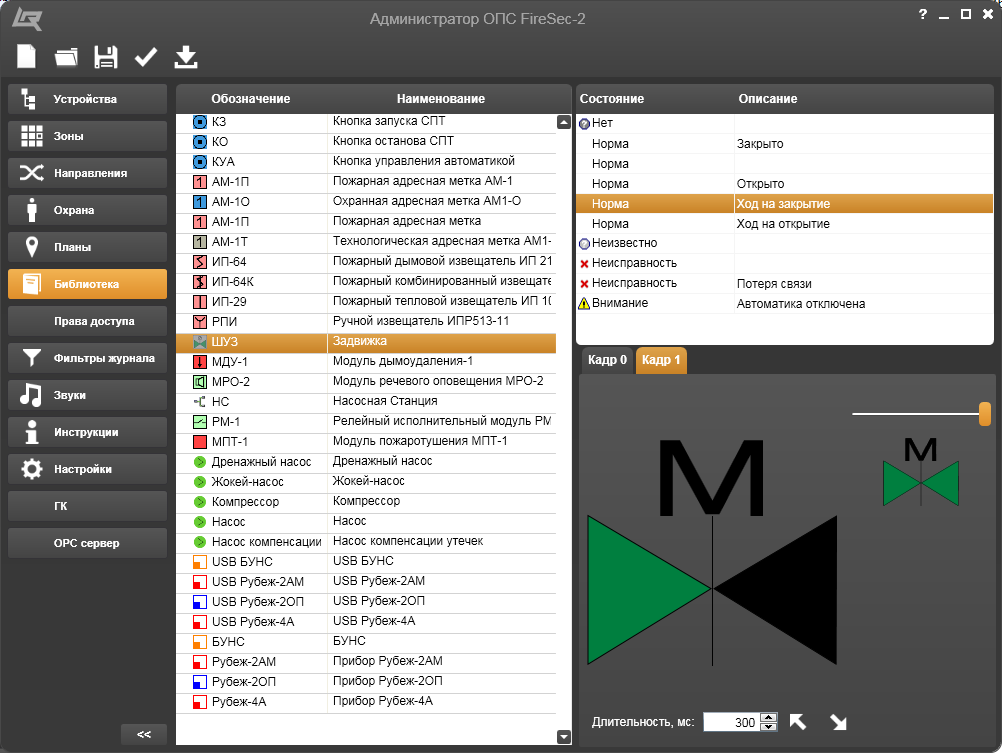 Администратор ОПС FireSec-2
?
Устройства
Зоны
Направления
Охрана
Планы
Библиотека
Права доступа
Фильтры журнала
Звуки
Инструкции
Настройки
ГК
OPC сервер
<<
Обозначение Наименование
КЗ Кнопка запуска СПТ
КО Кнопка останова СПТ
КУА Кнопка управления автоматикой
АМ-1П Пожарная адресная метка АМ-1
АМ-1О Охранная адресная метка АМ1-О
АМ-1П Пожарная адресная метка
АМ-1Т Технологическая адресная метка АМ1-
ИП-64 Пожарный дымовой извещатель ИП 21
ИП-64К Пожарный комбинированный извещате
ИП-29 Пожарный тепловой извещатель ИП 10
РПИ Ручной извещатель ИПР513-11
ШУЗ Задвижка
МДУ-1 Модуль дымоудаления-1
МРО-2 Модуль речевого оповещения МРО-2
НС Насосная Станция
РМ-1 Релейный исполнительный модуль РМ
МПТ-1 Модуль пожаротушения МПТ-1
Дренажный насос Дренажный насос
Жокей-насос Жокей-насос
Компрессор Компрессор
Насос Насос
Насос компенсации Насос компенсации утечек
USB БУНС USB БУНС
USB Рубеж-2АМ USB Рубеж-2АМ
USB Рубеж-2ОП USB Рубеж-2ОП
USB Рубеж-4А USB Рубеж-4А
БУНС БУНС
Рубеж-2АМ Прибор Рубеж-2АМ
Рубеж-2ОП Прибор Рубеж-2ОП
Рубеж-4А Прибор Рубеж-4А
Состояние Описание
Нет
Норма Закрыто
Норма
Норма Открыто
Норма Ход на закрытие
Норма Ход на открытие
Неизвестно
Неисправность
Неисправность Потеря связи
Внимание Автоматика отключена
Кадр 0 Кадр 1
М
М
Длительность, мс: 300